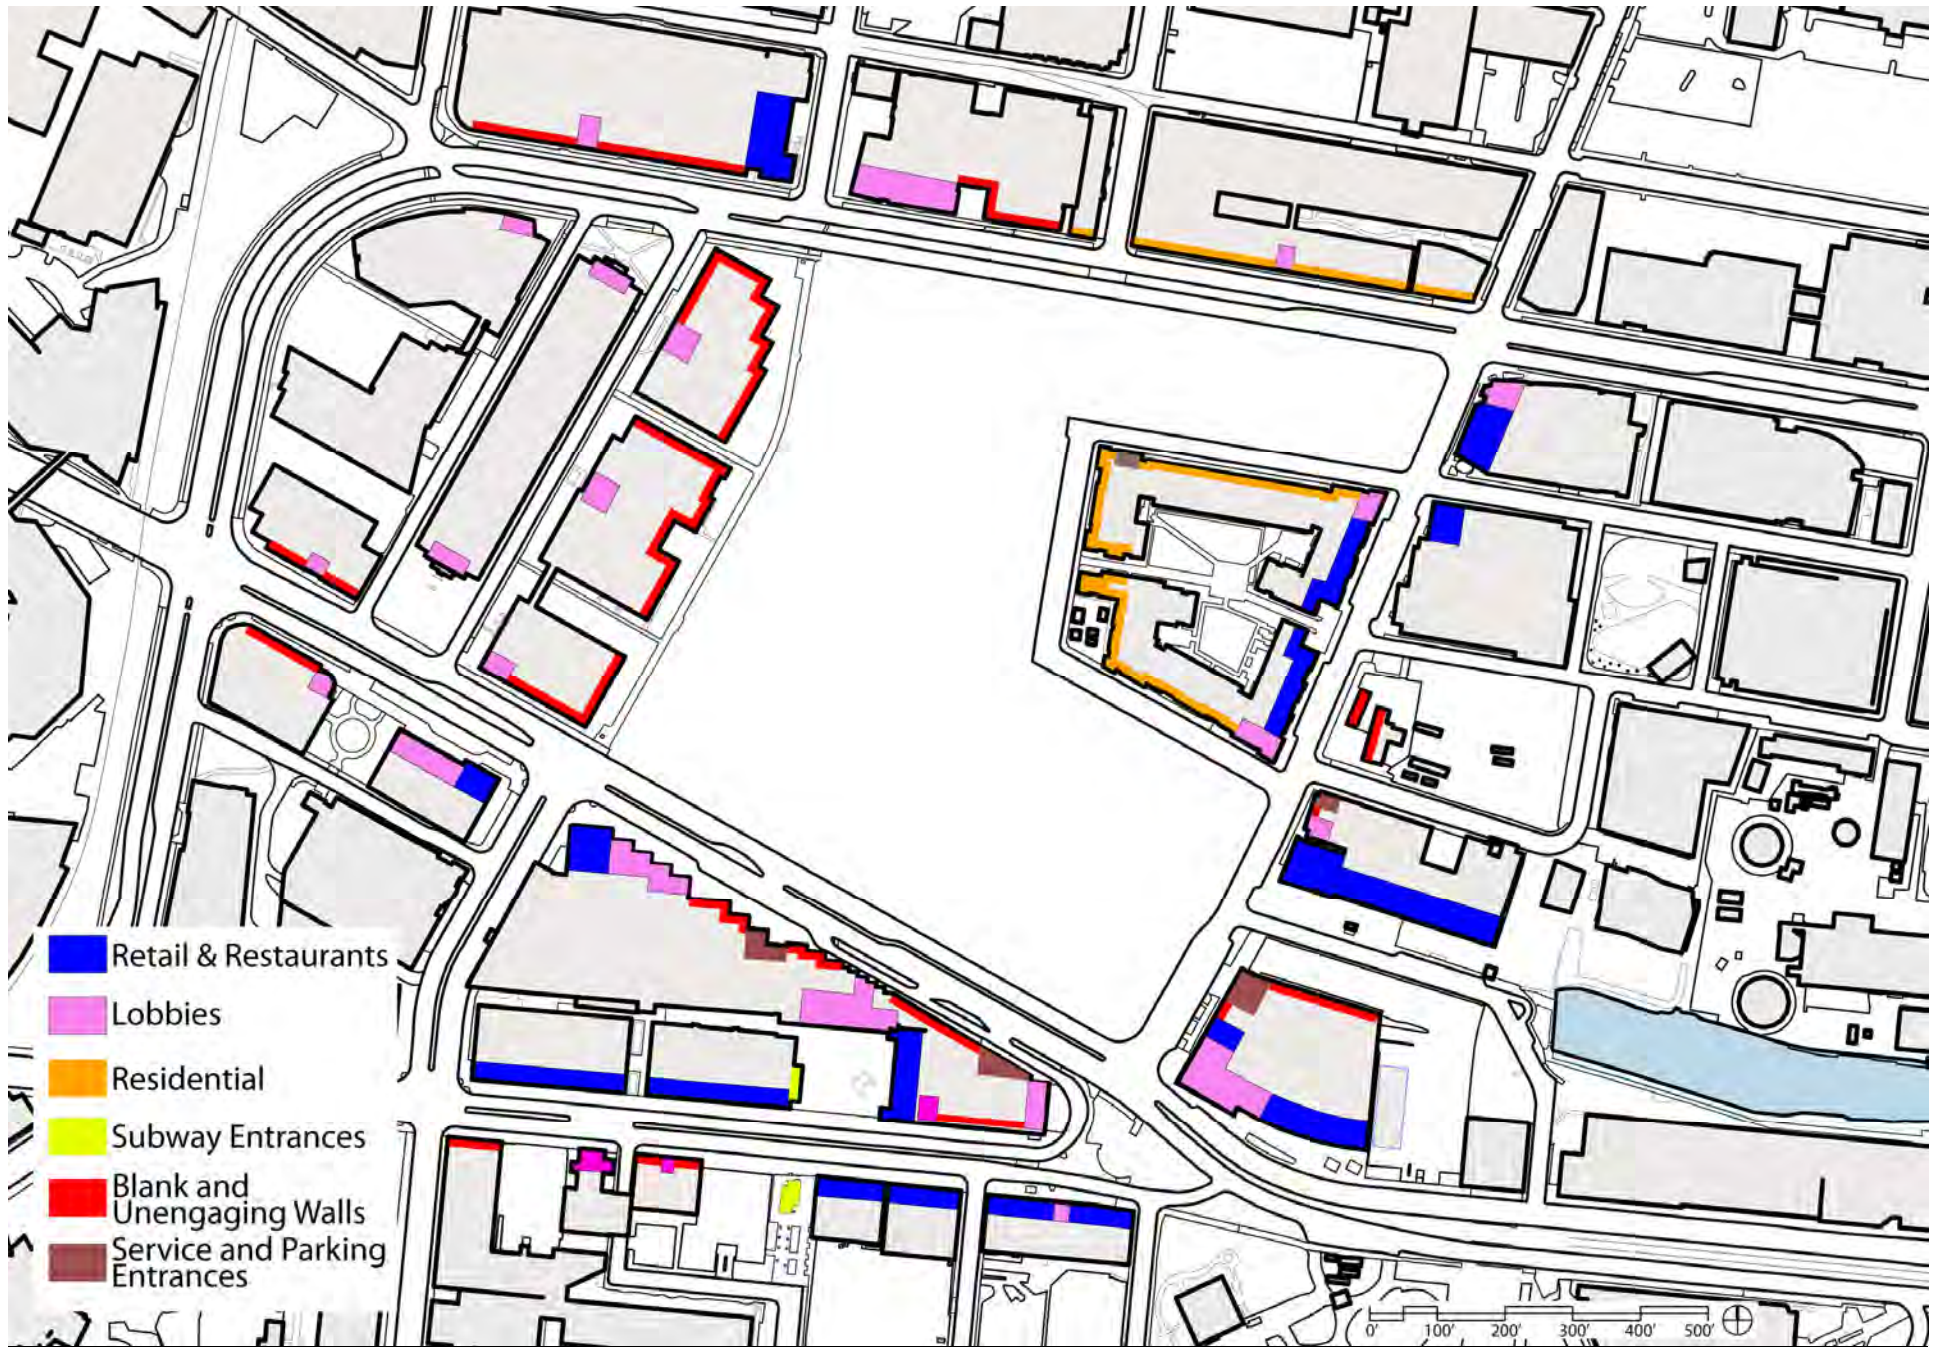 Retail & Restaurants
Lobbies
Residential
Subway Entrances
Blank and
Unengaging Walls
Service and Parking
Entrances
0' 100' 200' 300' 400' 500'